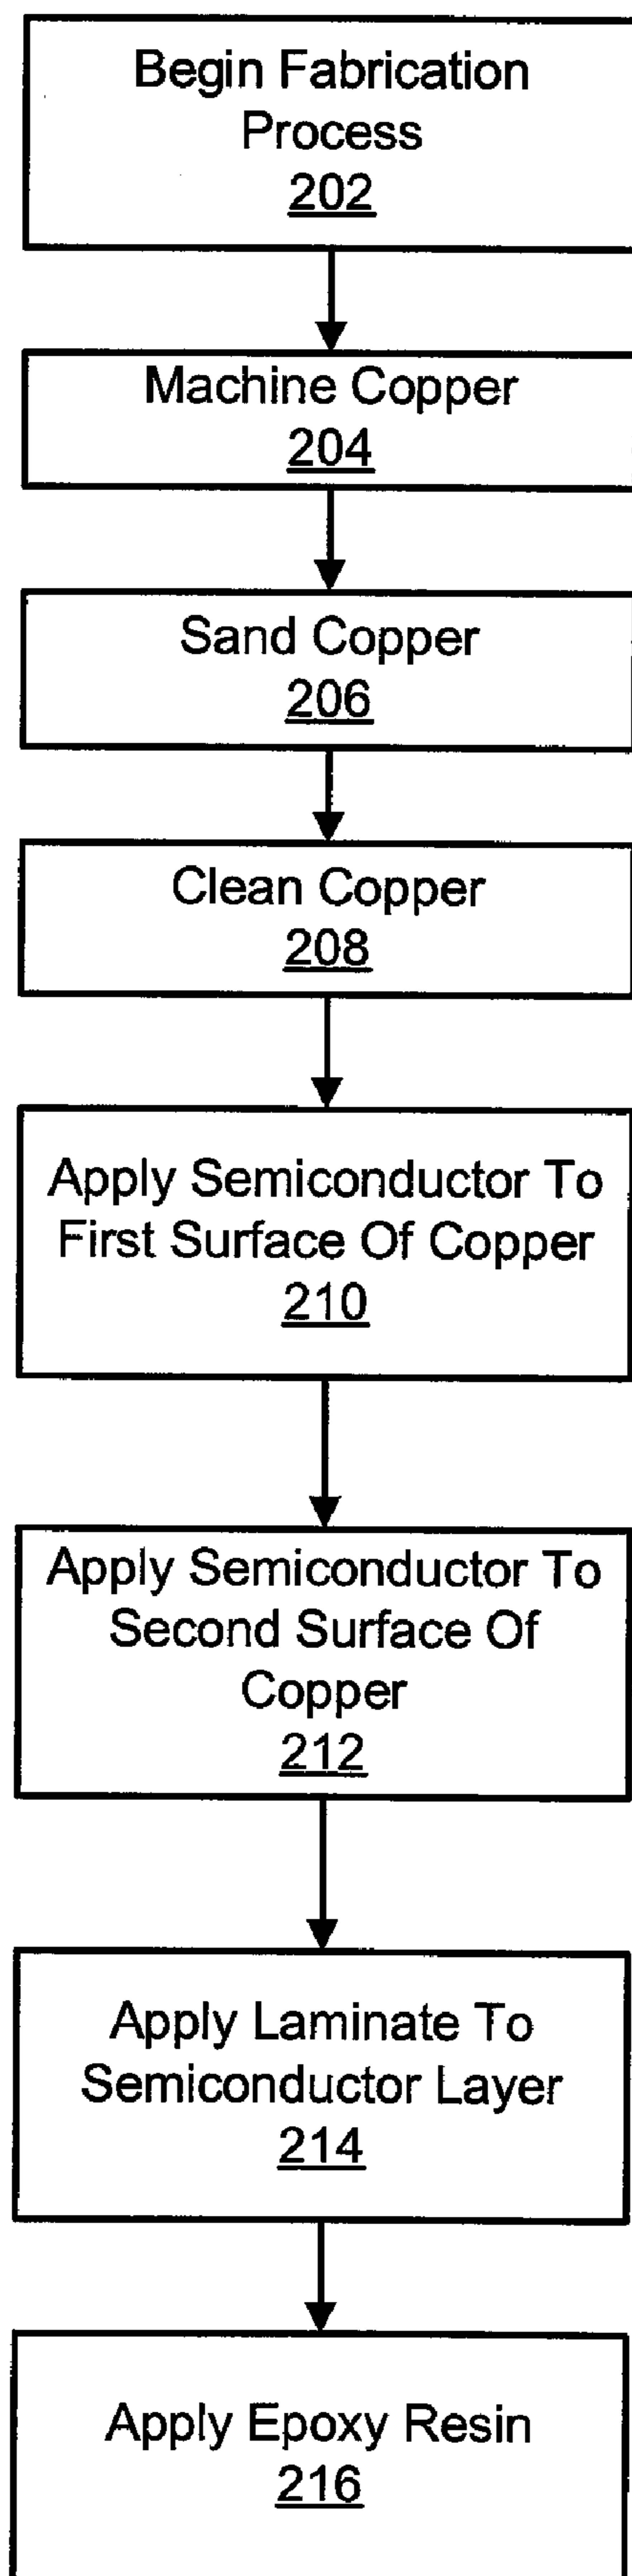 Begin Fabrication
Process
202
Machine Copper
204
Sand Copper
206
Clean Copper
208
Apply Semiconductor To
First Surface Of Copper
210
Apply Semiconductor To
Second Surface Of
Copper
212
Apply Laminate To
Semiconductor Layer
214
Apply Epoxy Resin
216